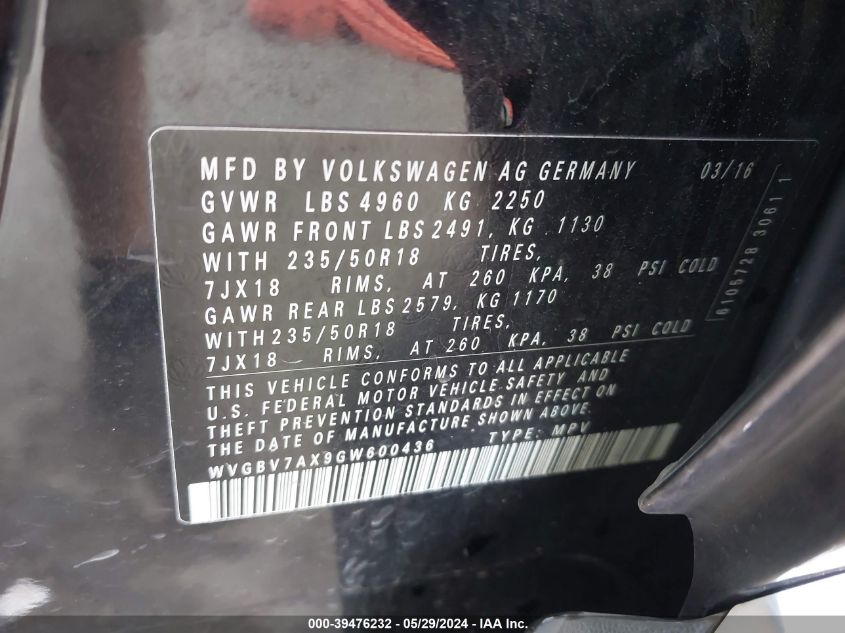 MFD BY VOLKSWAGEN AG GERMANY 03/16
GVWR LBS 4960 KG 2250
GAWR FRONT LBS 2491, KG 1130
WITH 235/50R18 TIRES,
7JX18 RIMS, AT 260 KPA, 38 PSI COLD
GAWR REAR LBS 2579, KG 1170
WITH 235/50R18 TIRES,
7JX18 RIMS, AT 260 KPA, 38 PSI COLD
THIS VEHICLE CONFORMS TO ALL APPLICABLE
U.S. FEDERAL MOTOR VEHICLE SAFETY AND
THEFT PREVENTION STANDARDS IN EFFECT ON
THE DATE OF MANUFACTURE SHOWN ABOVE.
WVGBV7AX9GW600436 TYPE: MPV
6106728 3061 1
000-39476232 - 05/29/2024 - IAA Inc.